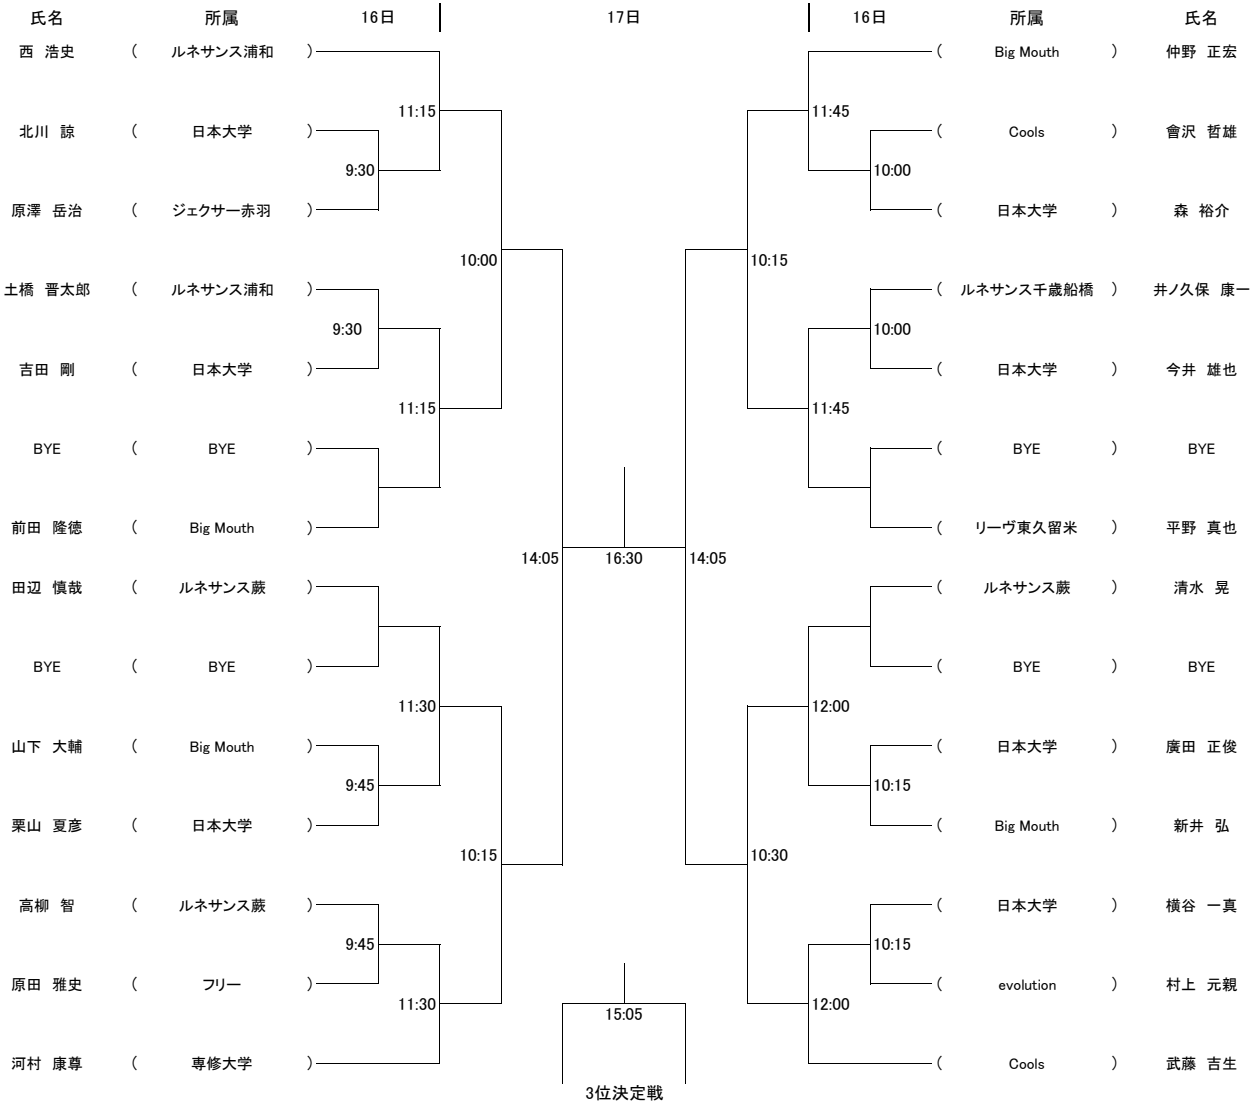 氏名 所属 16日 17日 16日 所属 氏名
西 浩史 ( ルネサンス浦和 ) ( Big Mouth ) 仲野 正宏
11:15 11:45
北川 諒 ( 日本大学 ) ( Cools ) 會沢 哲雄
9:30 10:00
原澤 岳治 ( ジェクサー赤羽 ) ( 日本大学 ) 森 裕介
10:00 10:15
土橋 晋太郎 ( ルネサンス浦和 ) ( ルネサンス千歳船橋 ) 井ノ久保 康一
9:30 10:00
吉田 剛 ( 日本大学 ) ( 日本大学 ) 今井 雄也
11:15 11:45
BYE ( BYE ) ( BYE ) BYE
前田 隆徳 ( Big Mouth ) ( リーヴ東久留米 ) 平野 真也
14:05 16:30 14:05
田辺 慎哉 ( ルネサンス蕨 ) ( ルネサンス蕨 ) 清水 晃
BYE ( BYE ) ( BYE ) BYE
11:30 12:00
山下 大輔 ( Big Mouth ) ( 日本大学 ) 廣田 正俊
9:45 10:15
栗山 夏彦 ( 日本大学 ) ( Big Mouth ) 新井 弘
10:15 10:30
高柳 智 ( ルネサンス蕨 ) ( 日本大学 ) 横谷 一真
9:45 10:15
原田 雅史 ( フリー ) ( evolution ) 村上 元親
11:30 15:05 12:00
河村 康尊 ( 専修大学 ) ( Cools ) 武藤 吉生
3位決定戦